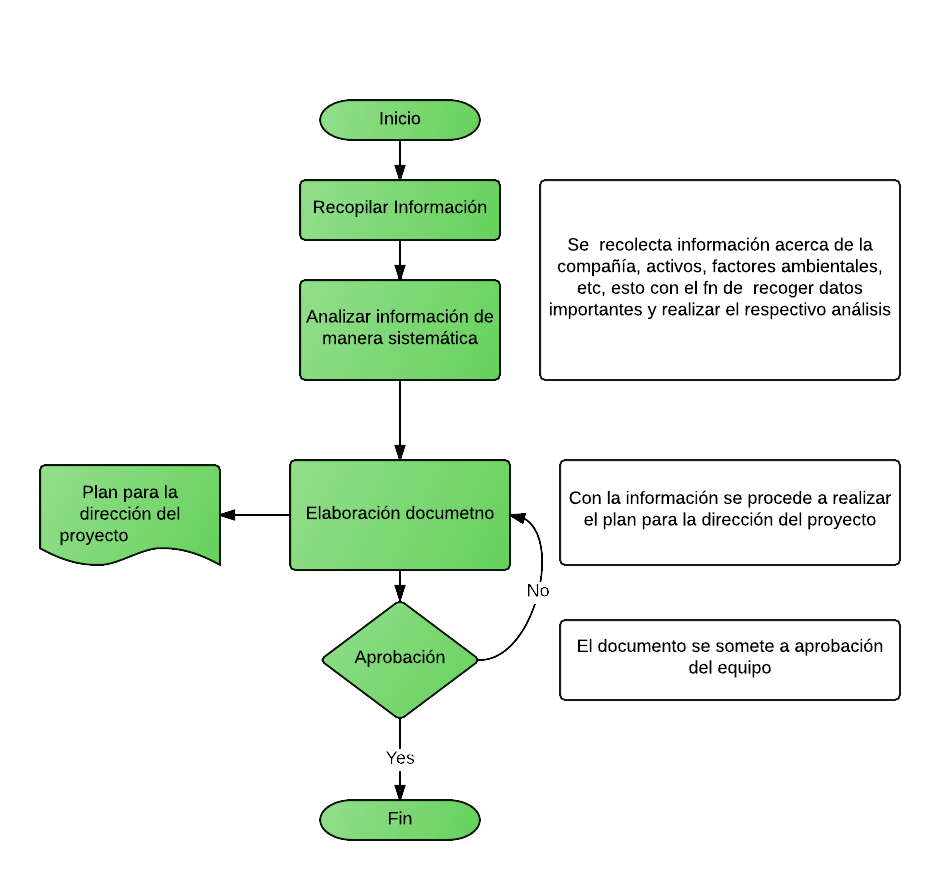 Inicio
Recopilar Información
Analizar información de
manera sistemática
Se  recolecta información acerca de la
compañía, activos, factores ambientales,
etc, esto con el fn de  recoger datos
importantes y realizar el respectivo análisis
Plan para la
dirección del
proyecto
Elaboración documetno
Con la información se procede a realizar
el plan para la dirección del proyecto
No
Aprobación
El documento se somete a aprobación
del equipo
Yes
Fin